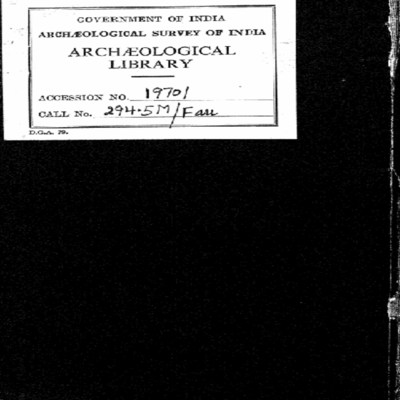 GOVERNMENT OF INDIA
ARCHÆOLOGICAL SURVEY OF INDIA
ARCHÆOLOGICAL
LIBRARY
ACCESSION NO. 19701
CALL No. 294.5M/Fau
D.G.A. 79.